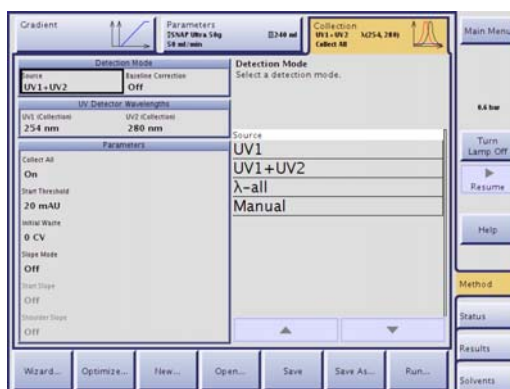 Gradient
Parameters
SNAP Ultra 50g
240 ml
50 ml/min
Collection
UV1+UV2 λ(254, 280)
Collect All
Main Menu
Detection Mode
Source
UV1+UV2
Baseline Correction
Off
UV Detector Wavelengths
UV1 (Collection)
254 nm
UV2 (Collection)
280 nm
Parameters
Collect All
On
Start Threshold
20 mAU
Initial Waste
0 CV
Slope Mode
Off
Start Slope
Off
Shoulder Slope
Off
Detection Mode
Select a detection mode.
Source
UV1
UV1+UV2
λ-all
Manual
0.6 bar
Turn
Lamp Off
Resume
Help
Method
Status
Results
Solvents
Wizard...
Optimize...
New...
Open...
Save
Save As...
Run...